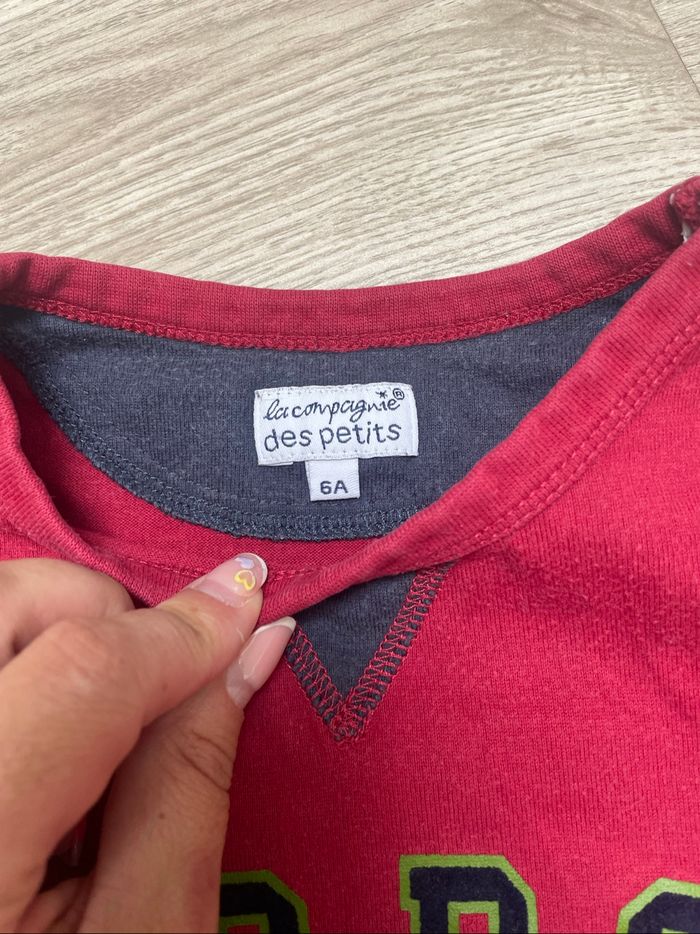 la compagnie ®
des petits
6A